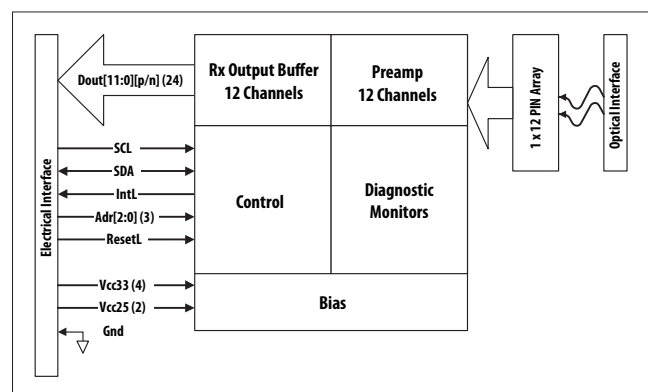 Electrical Interface
Dout[11:0][p/n] (24)
SCL
SDA
IntL
Adr[2:0] (3)
ResetL
Vcc33 (4)
Vcc25 (2)
Gnd
Rx Output Buffer
12 Channels
Preamp
12 Channels
Control
Diagnostic
Monitors
Bias
1 x 12 PIN Array
Optical Interface